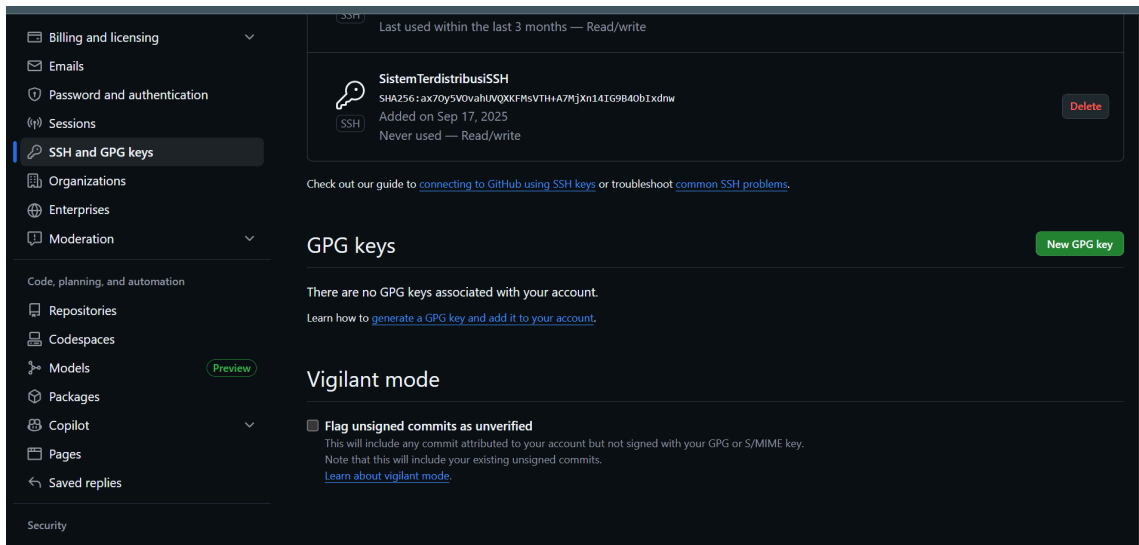 Billing and licensing
Emails
Password and authentication
Sessions
SSH and GPG keys
Organizations
Enterprises
Moderation
Code, planning, and automation
Repositories
Codespaces
Models Preview
Packages
Copilot
Pages
Saved replies
Security
SSH
Last used within the last 3 months — Read/write
SistemTerdistribusiSSH
SHA256:ax7Oy5VOvahUVQXKFMsVTH+A7MjXn14IG9B4ObIxdnw
SSH
Added on Sep 17, 2025
Never used — Read/write
Delete
Check out our guide to connecting to GitHub using SSH keys or troubleshoot common SSH problems.
GPG keys
New GPG key
There are no GPG keys associated with your account.
Learn how to generate a GPG key and add it to your account.
Vigilant mode
Flag unsigned commits as unverified
This will include any commit attributed to your account but not signed with your GPG or S/MIME key.
Note that this will include your existing unsigned commits.
Learn about vigilant mode.